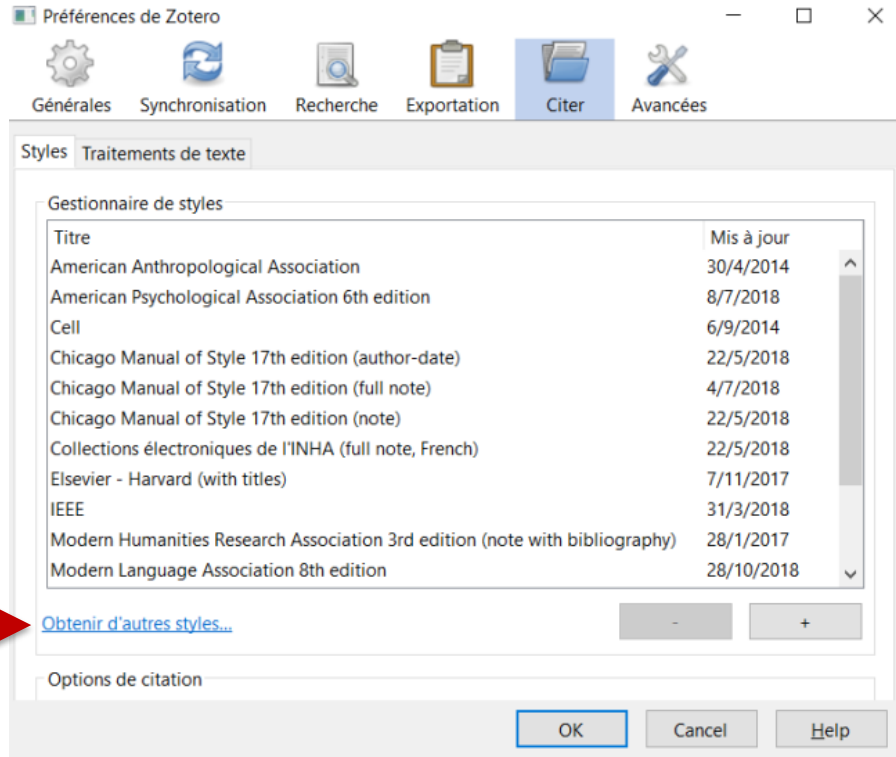 Préférences de Zotero
Générales Synchronisation Recherche Exportation Citer Avancées
Styles Traitements de texte
Gestionnaire de styles
Titre Mis à jour
American Anthropological Association 30/4/2014
American Psychological Association 6th edition 8/7/2018
Cell 6/9/2014
Chicago Manual of Style 17th edition (author-date) 22/5/2018
Chicago Manual of Style 17th edition (full note) 4/7/2018
Chicago Manual of Style 17th edition (note) 22/5/2018
Collections électroniques de l'INHA (full note, French) 22/5/2018
Elsevier - Harvard (with titles) 7/11/2017
IEEE 31/3/2018
Modern Humanities Research Association 3rd edition (note with bibliography) 28/1/2017
Modern Language Association 8th edition 28/10/2018
Obtenir d'autres styles... - +
Options de citation
OK Cancel Help